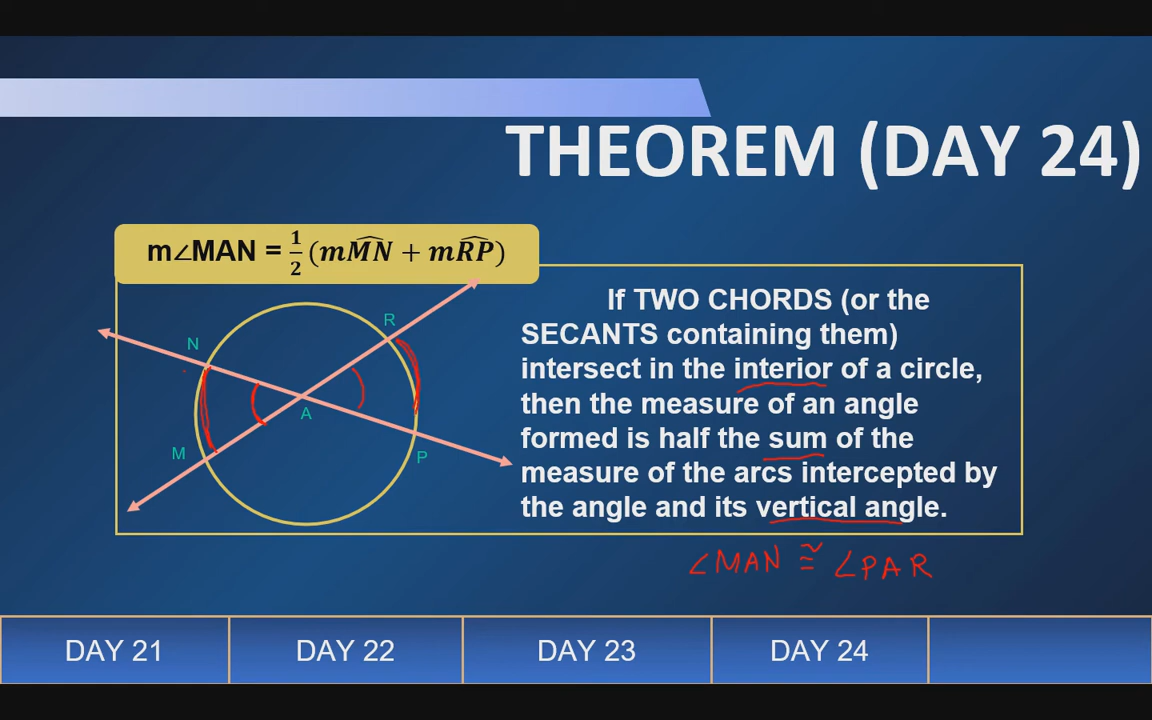 THEOREM (DAY 24)
m∠MAN = 1/2 (mM͡N + mR͡P)
If TWO CHORDS (or the
SECANTS containing them)
intersect in the interior of a circle,
then the measure of an angle
formed is half the sum of the
measure of the arcs intercepted by
the angle and its vertical angle.
R
N
A
M
P
∠MAN ≅ ∠PAR
DAY 21
DAY 22
DAY 23
DAY 24